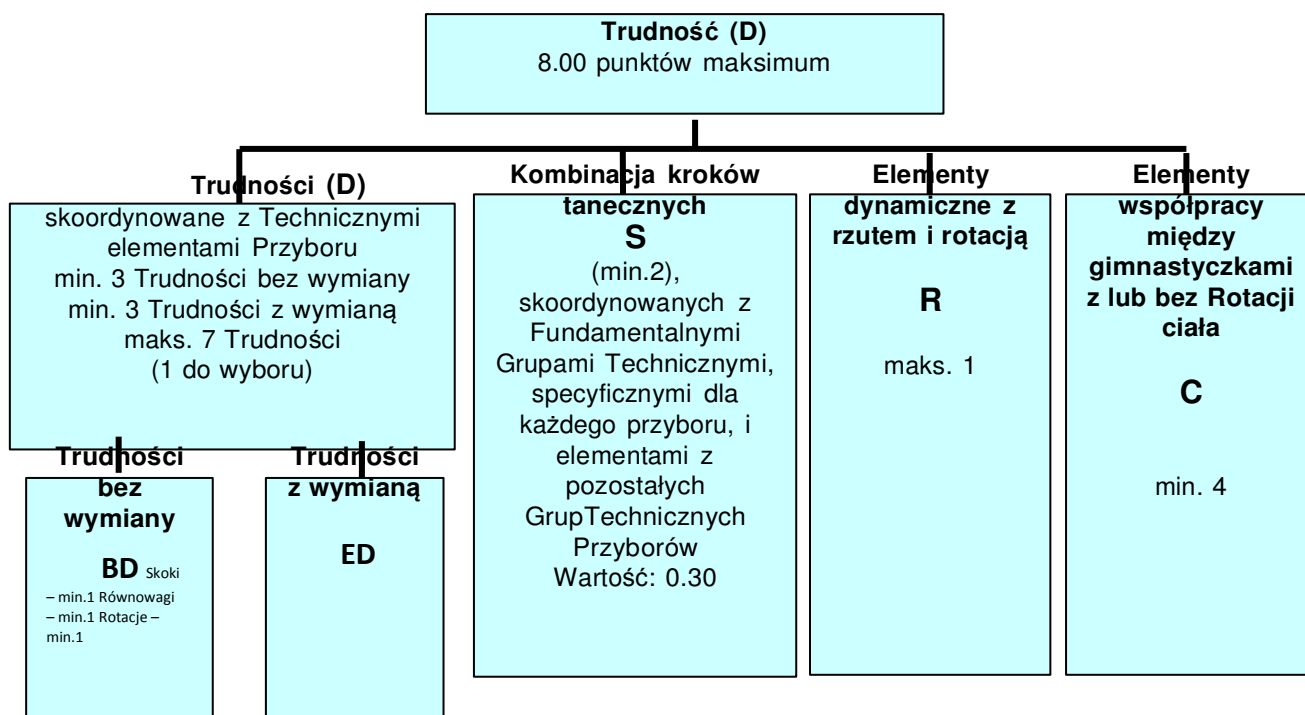 Trudność (D)
8.00 punktów maksimum
Trudności (D)
skoordynowane z Technicznymi
elementami Przyboru
min. 3 Trudności bez wymiany
min. 3 Trudności z wymianą
maks. 7 Trudności
(1 do wyboru)
Kombinacja kroków
tanecznych
S
(min.2),
skoordynowanych z
Fundamentalnymi
Grupami Technicznymi,
specyficznymi dla
każdego przyboru, i
elementami z
pozostałych
GrupTechnicznych
Przyborów
Wartość: 0.30
Elementy
dynamiczne z
rzutem i rotacją
R
maks. 1
Elementy
współpracy
między
gimnastyczkami
z lub bez Rotacji
ciała
C
min. 4
Trudności
bez
wymiany
BD Skoki
– min.1 Równowagi
– min.1 Rotacje –
min.1
Trudności
z wymianą
ED